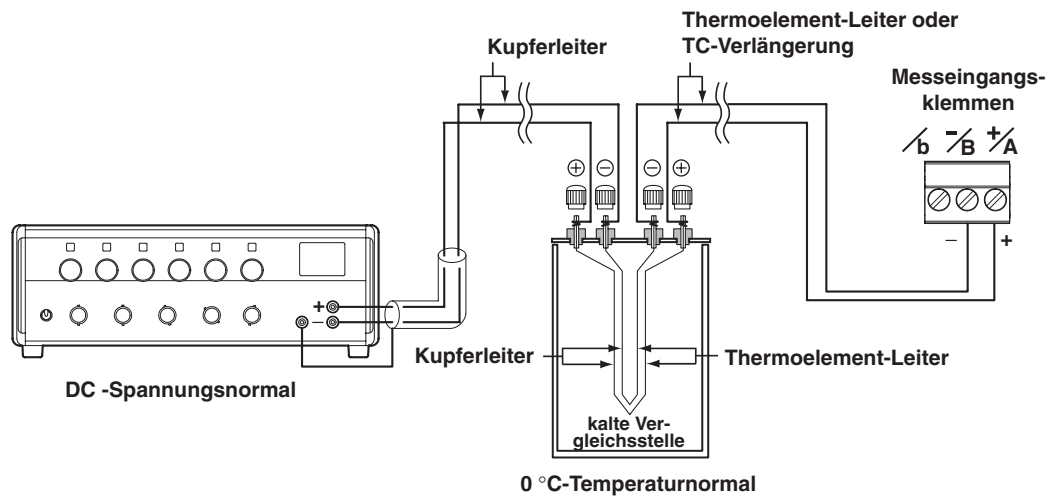 Thermoelement-Leiter oder
TC-Verlängerung
Kupferleiter
Messeingangs-
klemmen
/b −/B +/A
+ − − +
− +
+
−
Kupferleiter
Thermoelement-Leiter
DC -Spannungsnormal
kalte Ver-
gleichsstelle
0 °C-Temperaturnormal